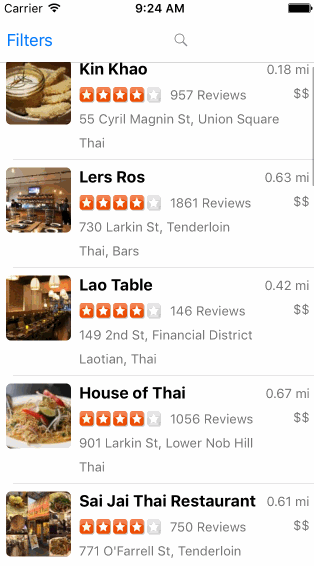 Carrier 9:24 AM
Filters
Kin Khao 0.18 mi
957 Reviews $$
55 Cyril Magnin St, Union Square
Thai
Lers Ros 0.63 mi
1861 Reviews $$
730 Larkin St, Tenderloin
Thai, Bars
Lao Table 0.42 mi
146 Reviews $$
149 2nd St, Financial District
Laotian, Thai
House of Thai 0.67 mi
1056 Reviews $$
901 Larkin St, Lower Nob Hill
Thai
Sai Jai Thai Restaurant 0.61 mi
750 Reviews $$
771 O'Farrell St, Tenderloin